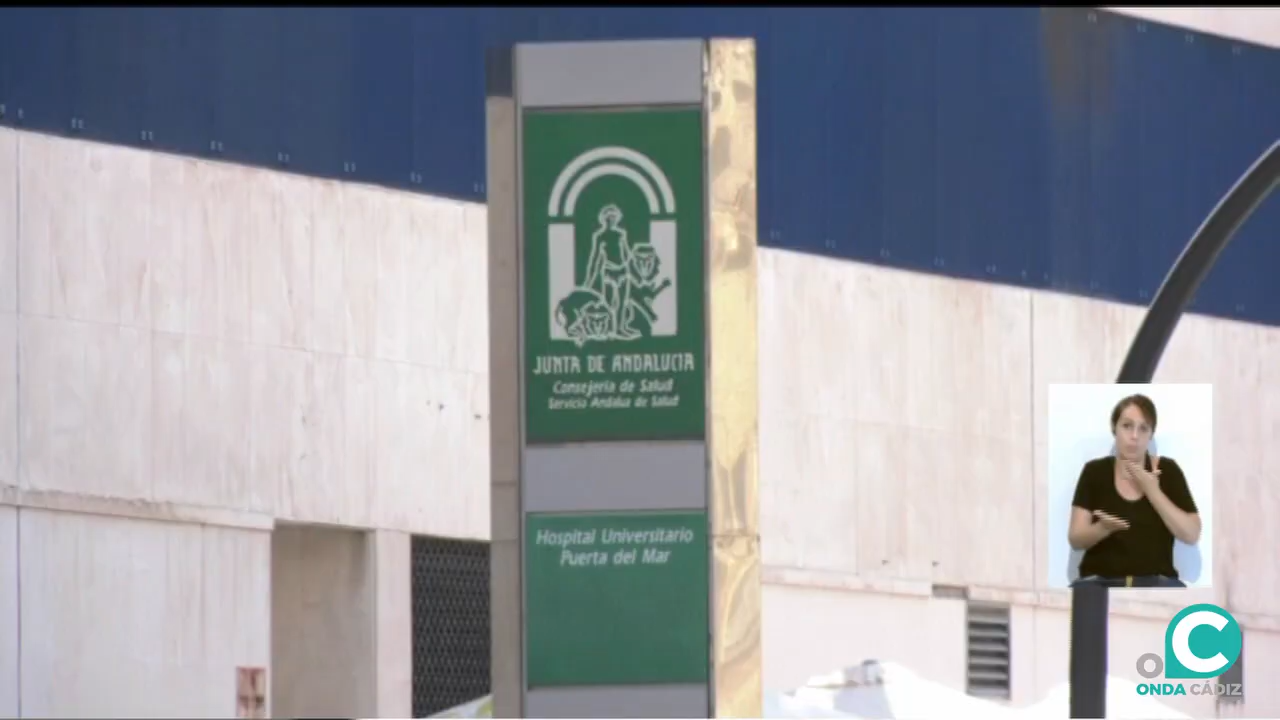 JUNTA DE ANDALUCIA
Consejería de Salud
Servicio Andaluz de Salud
Hospital Universitario
Puerta del Mar
ONDA CÁDIZ